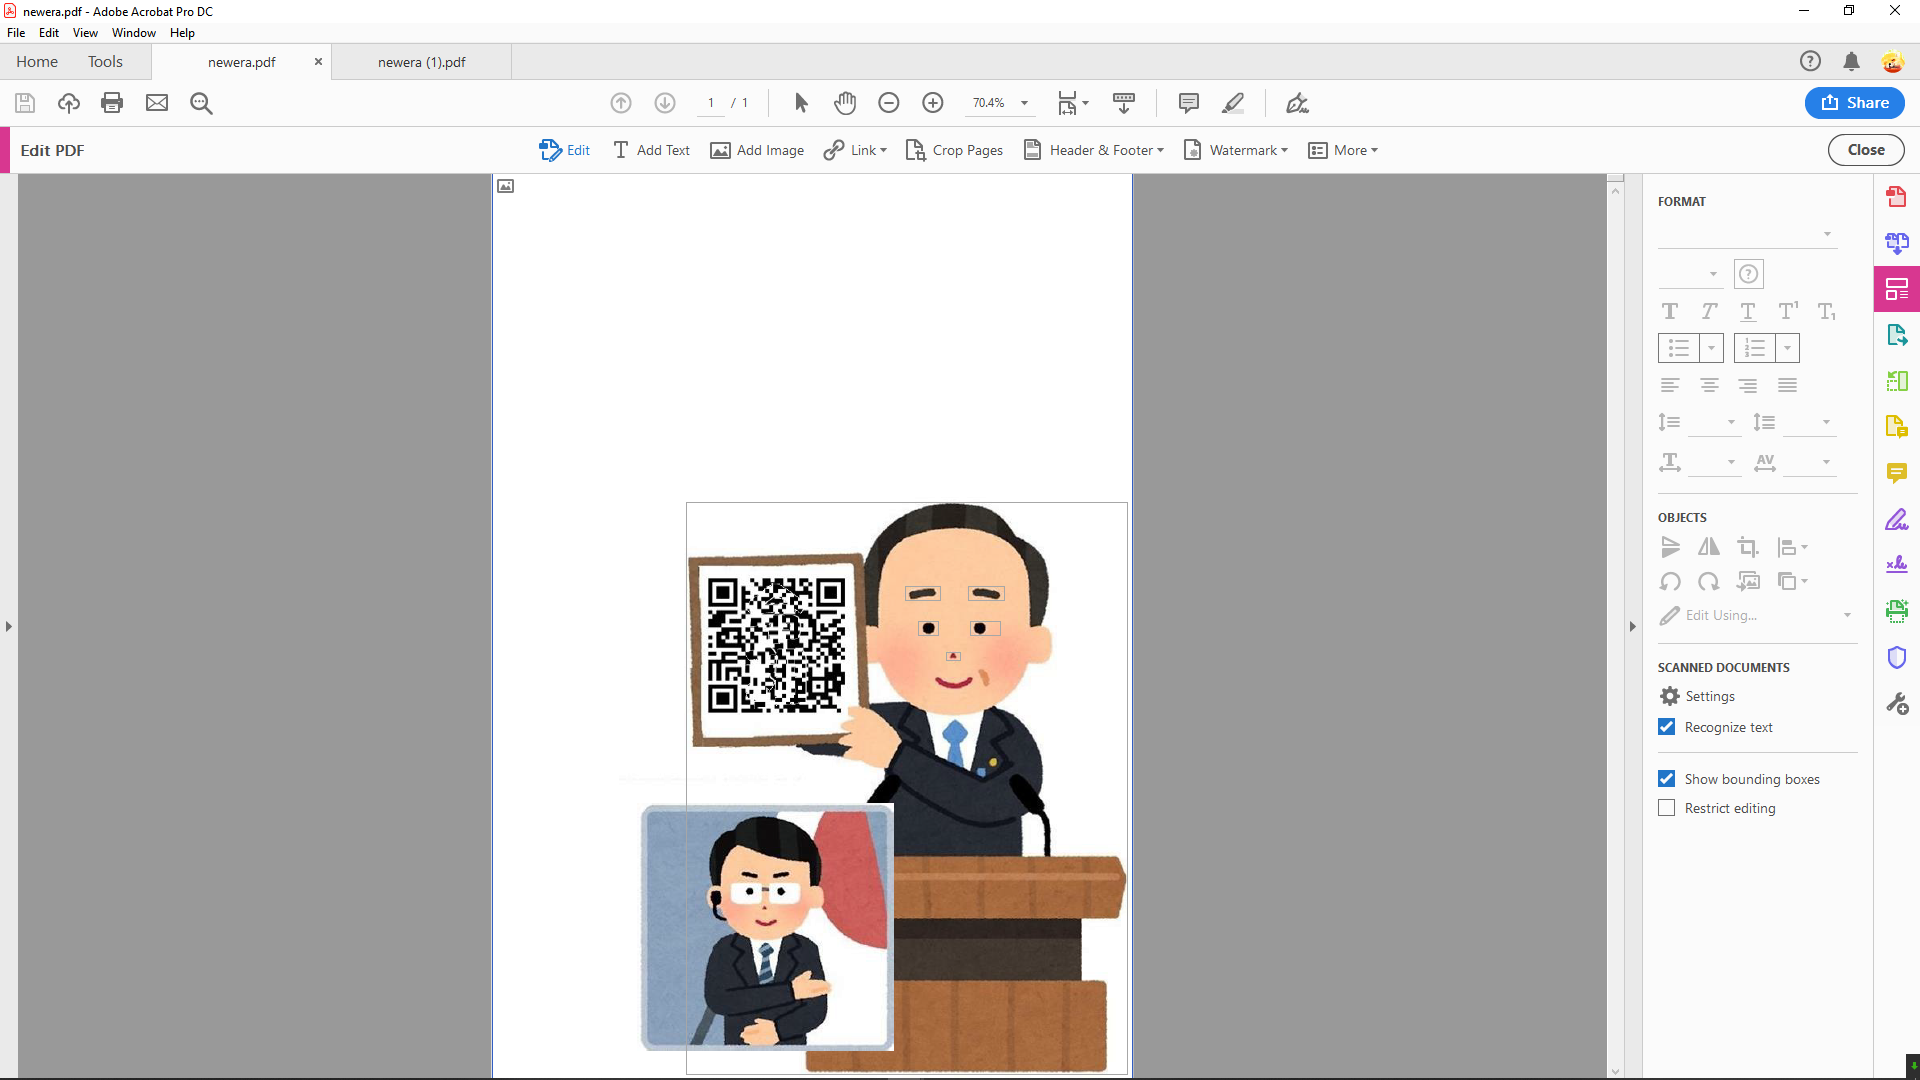 newera.pdf - Adobe Acrobat Pro DC
File Edit View Window Help
Home Tools newera.pdf × newera (1).pdf
1 / 1 70.4% Share
Edit PDF Edit Add Text Add Image Link Crop Pages Header & Footer Watermark More Close
FORMAT
OBJECTS
Edit Using...
SCANNED DOCUMENTS
Settings
Recognize text
Show bounding boxes
Restrict editing